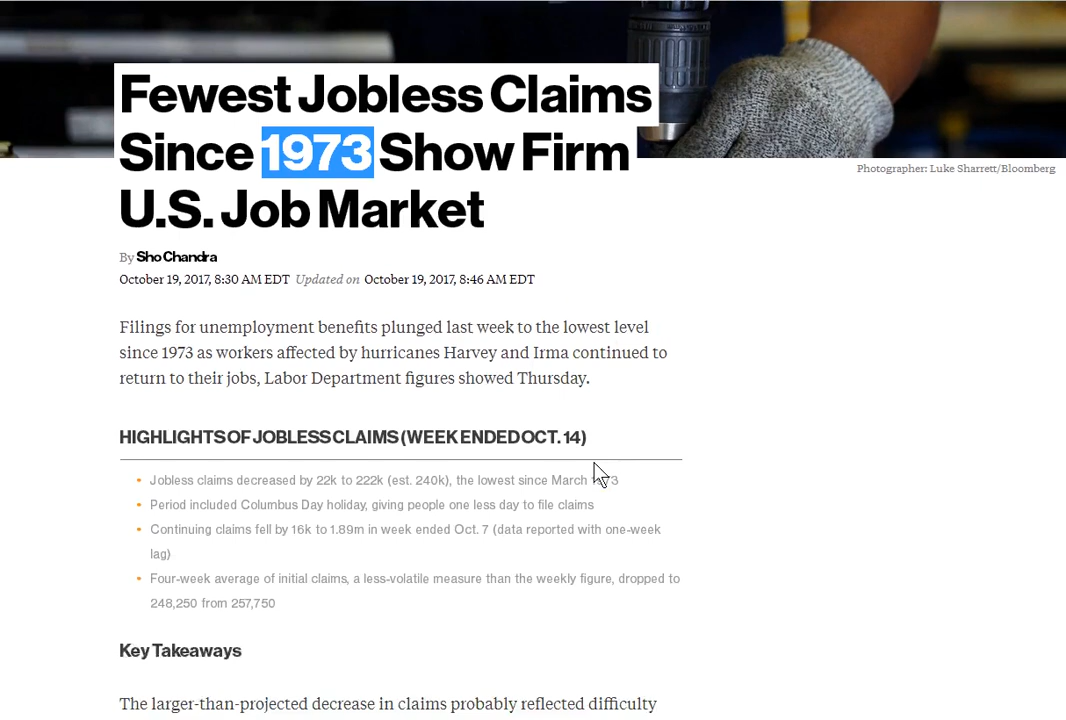 Fewest Jobless Claims
Since 1973 Show Firm
U.S. Job Market
Photographer: Luke Sharrett/Bloomberg
By Sho Chandra
October 19, 2017, 8:30 AM EDT Updated on October 19, 2017, 8:46 AM EDT
Filings for unemployment benefits plunged last week to the lowest level
since 1973 as workers affected by hurricanes Harvey and Irma continued to
return to their jobs, Labor Department figures showed Thursday.
HIGHLIGHTS OF JOBLESS CLAIMS (WEEK ENDED OCT. 14)
• Jobless claims decreased by 22k to 222k (est. 240k), the lowest since March 1973
• Period included Columbus Day holiday, giving people one less day to file claims
• Continuing claims fell by 16k to 1.89m in week ended Oct. 7 (data reported with one-week
lag)
• Four-week average of initial claims, a less-volatile measure than the weekly figure, dropped to
248,250 from 257,750
Key Takeaways
The larger-than-projected decrease in claims probably reflected difficulty